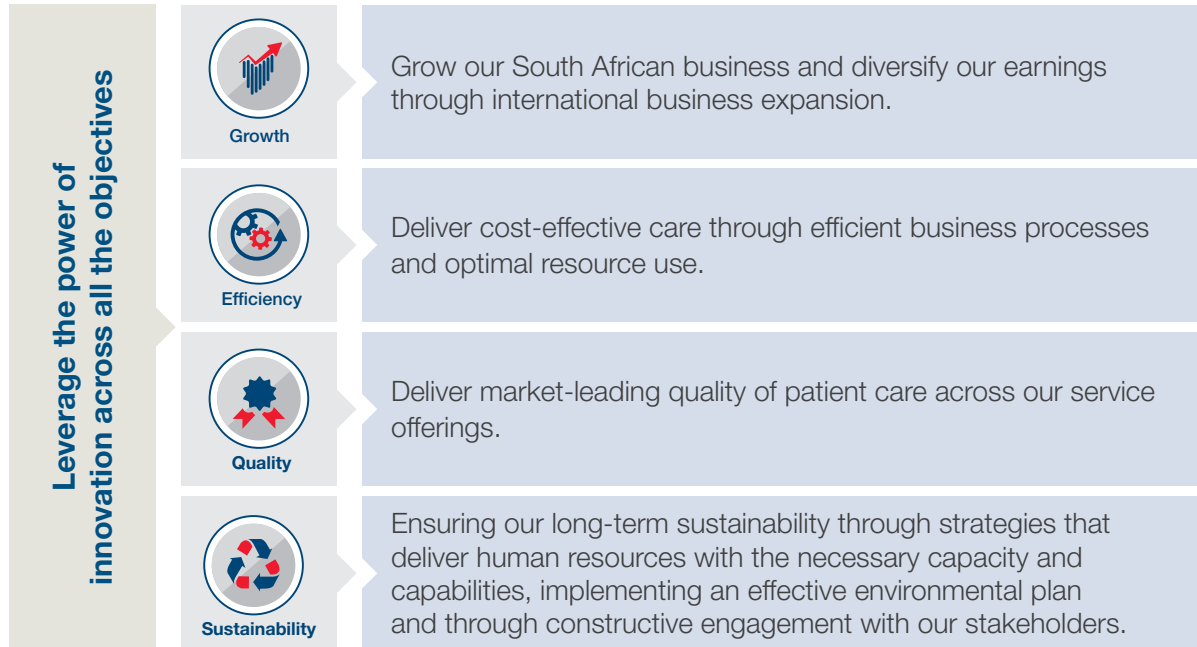 Leverage the power of
innovation across all the objectives
Growth
Grow our South African business and diversify our earnings
through international business expansion.
Efficiency
Deliver cost-effective care through efficient business processes
and optimal resource use.
Quality
Deliver market-leading quality of patient care across our service
offerings.
Sustainability
Ensuring our long-term sustainability through strategies that
deliver human resources with the necessary capacity and
capabilities, implementing an effective environmental plan
and through constructive engagement with our stakeholders.